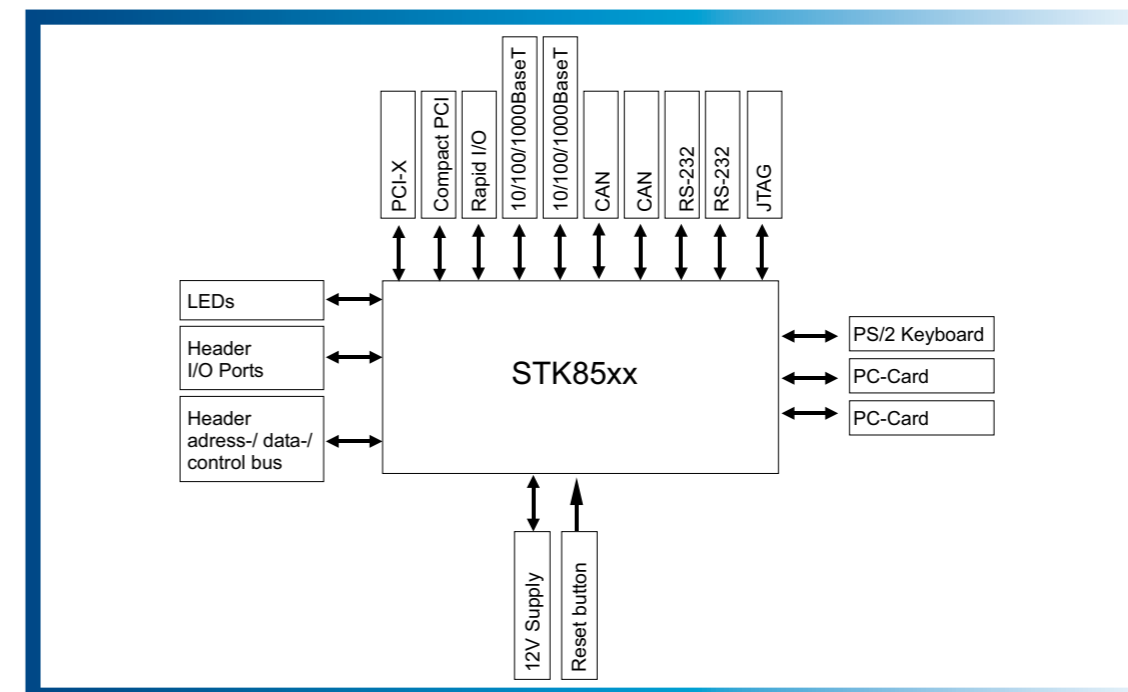 PCI-X
Compact PCI
Rapid I/O
10/100/1000BaseT
10/100/1000BaseT
CAN
CAN
RS-232
RS-232
JTAG
LEDs
Header
I/O Ports
Header
adress-/ data-/
control bus
STK85xx
PS/2 Keyboard
PC-Card
PC-Card
12V Supply
Reset button